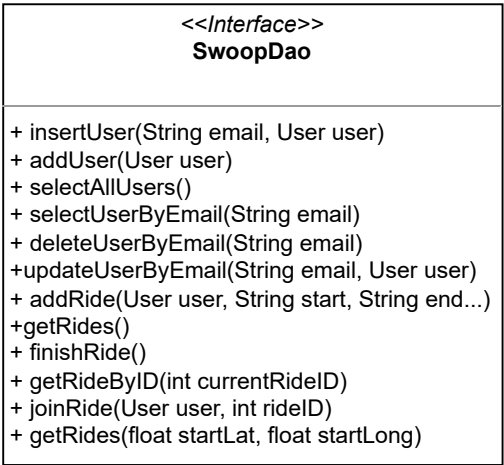 <<Interface>>
SwoopDao
+ insertUser(String email, User user)
+ addUser(User user)
+ selectAllUsers()
+ selectUserByEmail(String email)
+ deleteUserByEmail(String email)
+updateUserByEmail(String email, User user)
+ addRide(User user, String start, String end...)
+getRides()
+ finishRide()
+ getRideByID(int currentRideID)
+ joinRide(User user, int rideID)
+ getRides(float startLat, float startLong)